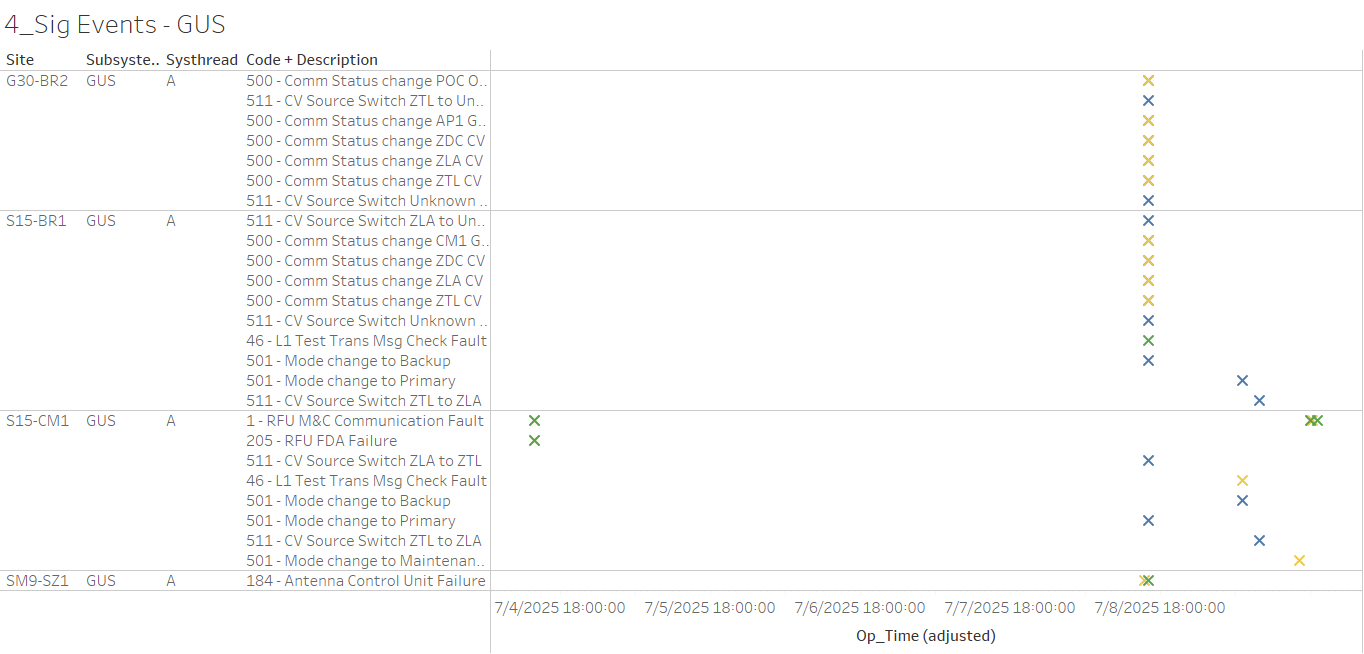 4_Sig Events - GUS
Site Subsyste.. Systhread Code + Description
G30-BR2 GUS A 500 - Comm Status change POC O..
511 - CV Source Switch ZTL to Un..
500 - Comm Status change AP1 G..
500 - Comm Status change ZDC CV
500 - Comm Status change ZLA CV
500 - Comm Status change ZTL CV
511 - CV Source Switch Unknown ..
S15-BR1 GUS A 511 - CV Source Switch ZLA to Un..
500 - Comm Status change CM1 G..
500 - Comm Status change ZDC CV
500 - Comm Status change ZLA CV
500 - Comm Status change ZTL CV
511 - CV Source Switch Unknown ..
46 - L1 Test Trans Msg Check Fault
501 - Mode change to Backup
501 - Mode change to Primary
511 - CV Source Switch ZTL to ZLA
S15-CM1 GUS A 1 - RFU M&C Communication Fault
205 - RFU FDA Failure
511 - CV Source Switch ZLA to ZTL
46 - L1 Test Trans Msg Check Fault
501 - Mode change to Backup
501 - Mode change to Primary
511 - CV Source Switch ZTL to ZLA
501 - Mode change to Maintenan..
SM9-SZ1 GUS A 184 - Antenna Control Unit Failure
7/4/2025 18:00:00 7/5/2025 18:00:00 7/6/2025 18:00:00 7/7/2025 18:00:00 7/8/2025 18:00:00
Op_Time (adjusted)